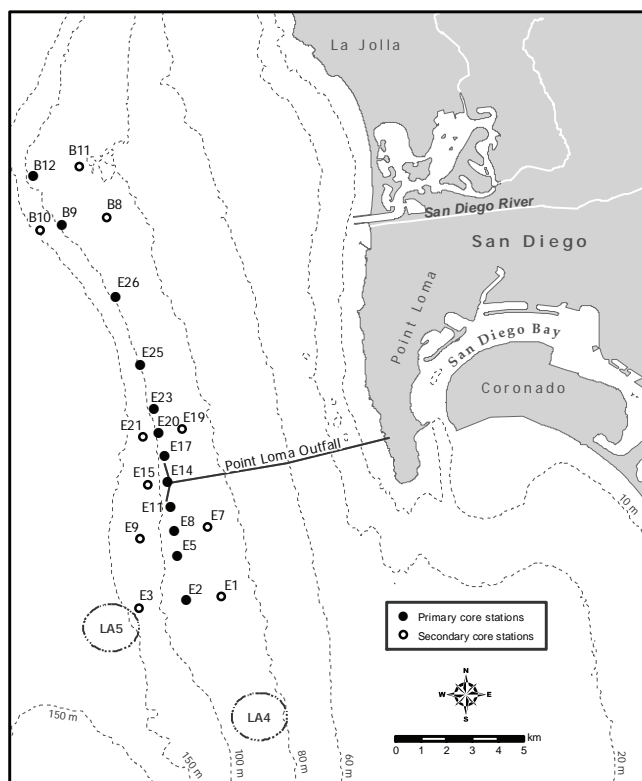 La Jolla
B11
B12
B8
B10
B9
San Diego River
San Diego
E26
Point Loma
San Diego Bay
E25
Coronado
E23
E21
E20
E19
E17
Point Loma Outfall
E15
E14
E11
10 m
E9
E8
E7
E5
E3
E2
E1
LA5
Primary core stations
Secondary core stations
N
W
E
S
LA4
150 m
150 m
100 m
80 m
60 m
20 m
km
0 1 2 3 4 5